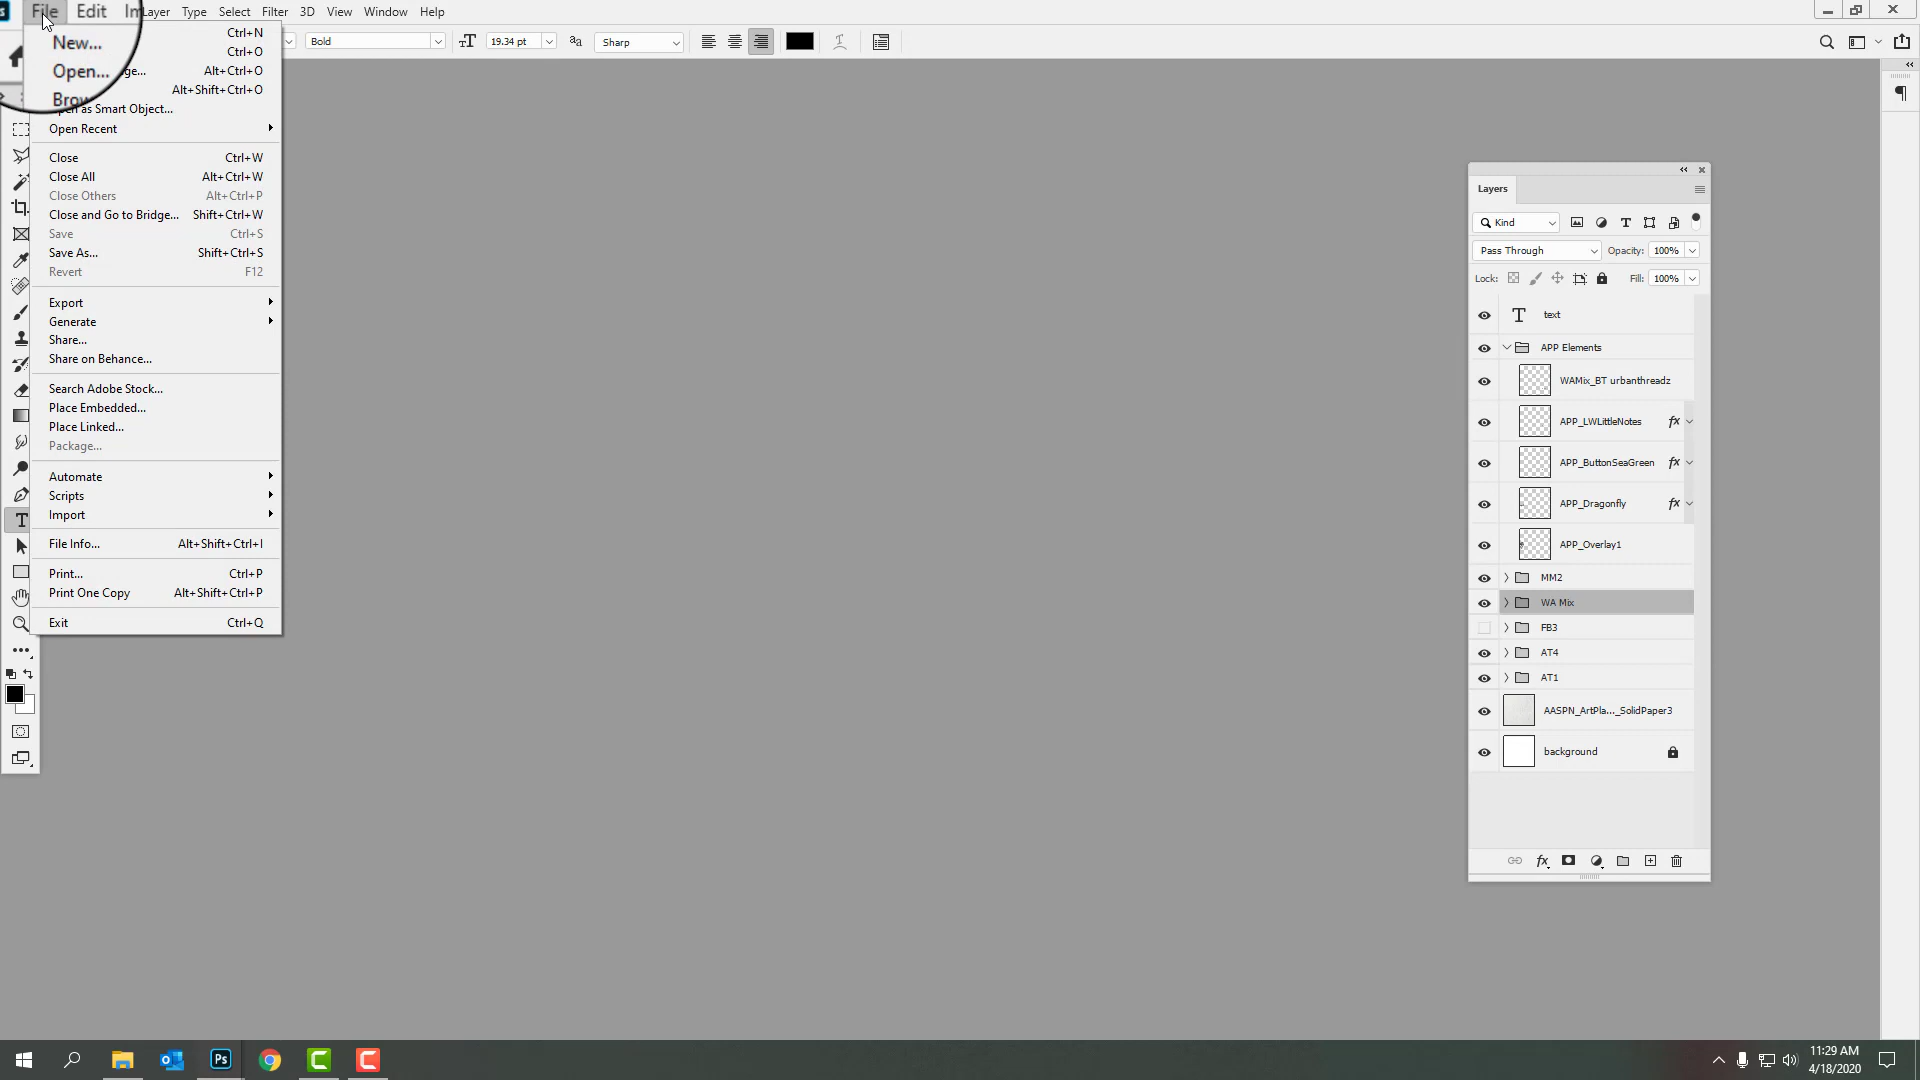 File Edit Layer Type Select Filter 3D View Window Help
New... Ctrl+N
Open... Ctrl+O
Alt+Ctrl+O
Alt+Shift+Ctrl+O
Open as Smart Object...
Open Recent
Close Ctrl+W
Close All Alt+Ctrl+W
Close Others Alt+Ctrl+P
Close and Go to Bridge... Shift+Ctrl+W
Save Ctrl+S
Save As... Shift+Ctrl+S
Revert F12
Export
Generate
Share...
Share on Behance...
Search Adobe Stock...
Place Embedded...
Place Linked...
Package...
Automate
Scripts
Import
File Info... Alt+Shift+Ctrl+I
Print... Ctrl+P
Print One Copy Alt+Shift+Ctrl+P
Exit Ctrl+Q
Bold 19.34 pt Sharp
Layers
Kind
Pass Through Opacity: 100%
Lock: Fill: 100%
text
APP Elements
WAMix_BT urbanthreadz
APP_LWLittleNotes fx
APP_ButtonSeaGreen fx
APP_Dragonfly fx
APP_Overlay1
MM2
WA Mix
FB3
AT4
AT1
AASPN_ArtPla..._SolidPaper3
background
fx
Ps
11:29 AM
4/18/2020